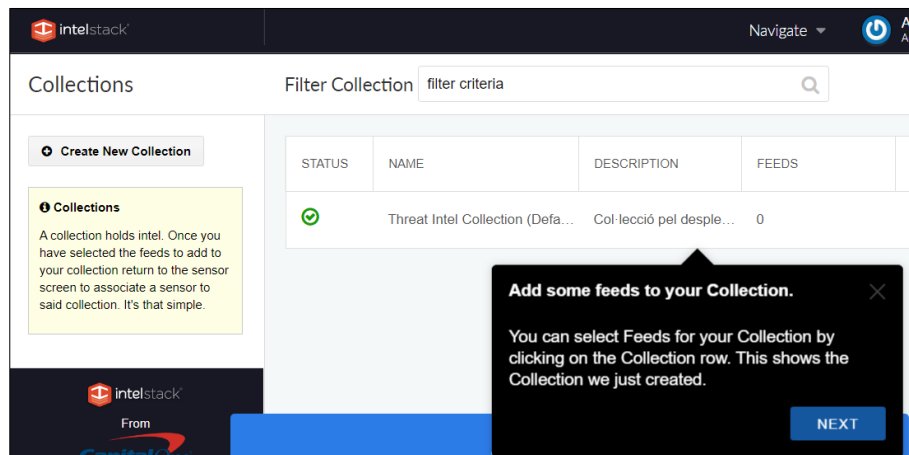 intelstack
Navigate
A
A
Collections
Filter Collection
filter criteria
Create New Collection
STATUS
NAME
DESCRIPTION
FEEDS
Collections
A collection holds intel. Once you
have selected the feeds to add to
your collection return to the sensor
screen to associate a sensor to
said collection. It's that simple.
Threat Intel Collection (Defa…
Col·lecció pel desple…
0
Add some feeds to your Collection.
You can select Feeds for your Collection by
clicking on the Collection row. This shows the
Collection we just created.
NEXT
intelstack
From